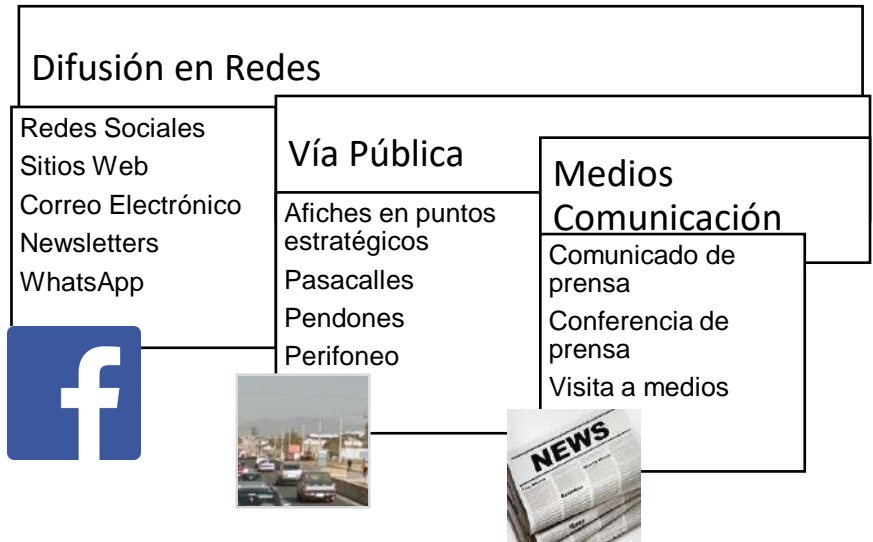 Difusión en Redes
Redes Sociales
Sitios Web
Correo Electrónico
Newsletters
WhatsApp
Vía Pública
Afiches en puntos
estratégicos
Pasacalles
Pendones
Perifoneo
Medios
Comunicación
Comunicado de
prensa
Conferencia de
prensa
Visita a medios
f
NEWS